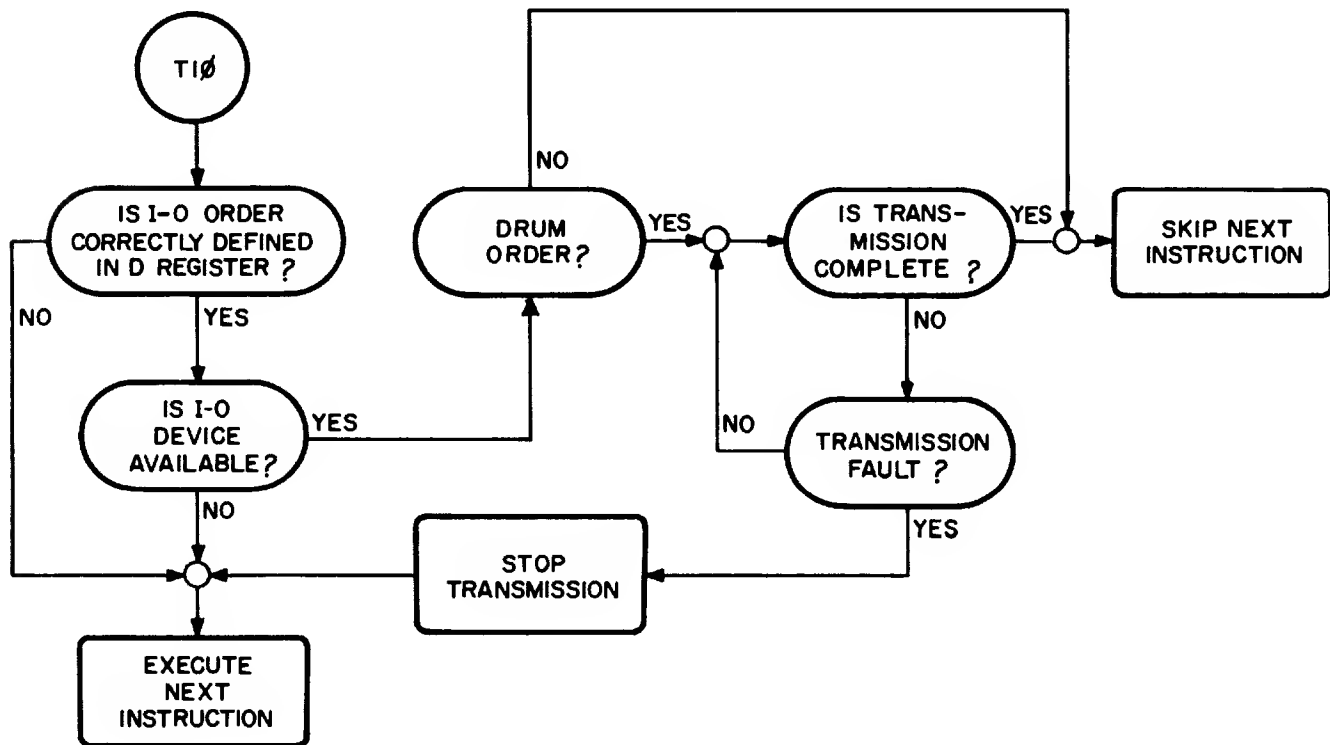 TIØ
IS I-O ORDER
CORRECTLY DEFINED
IN D REGISTER ?
NO
YES
IS I-O
DEVICE
AVAILABLE?
YES
NO
DRUM
ORDER?
NO
YES
IS TRANS-
MISSION
COMPLETE ?
YES
NO
SKIP NEXT
INSTRUCTION
TRANSMISSION
FAULT ?
NO
YES
STOP
TRANSMISSION
EXECUTE
NEXT
INSTRUCTION